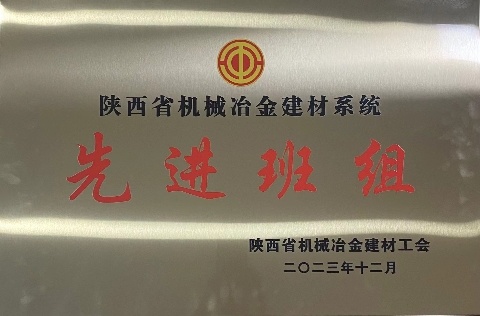 陕西省机械冶金建材系统
先进班组
陕西省机械冶金建材工会
二〇二三年十二月